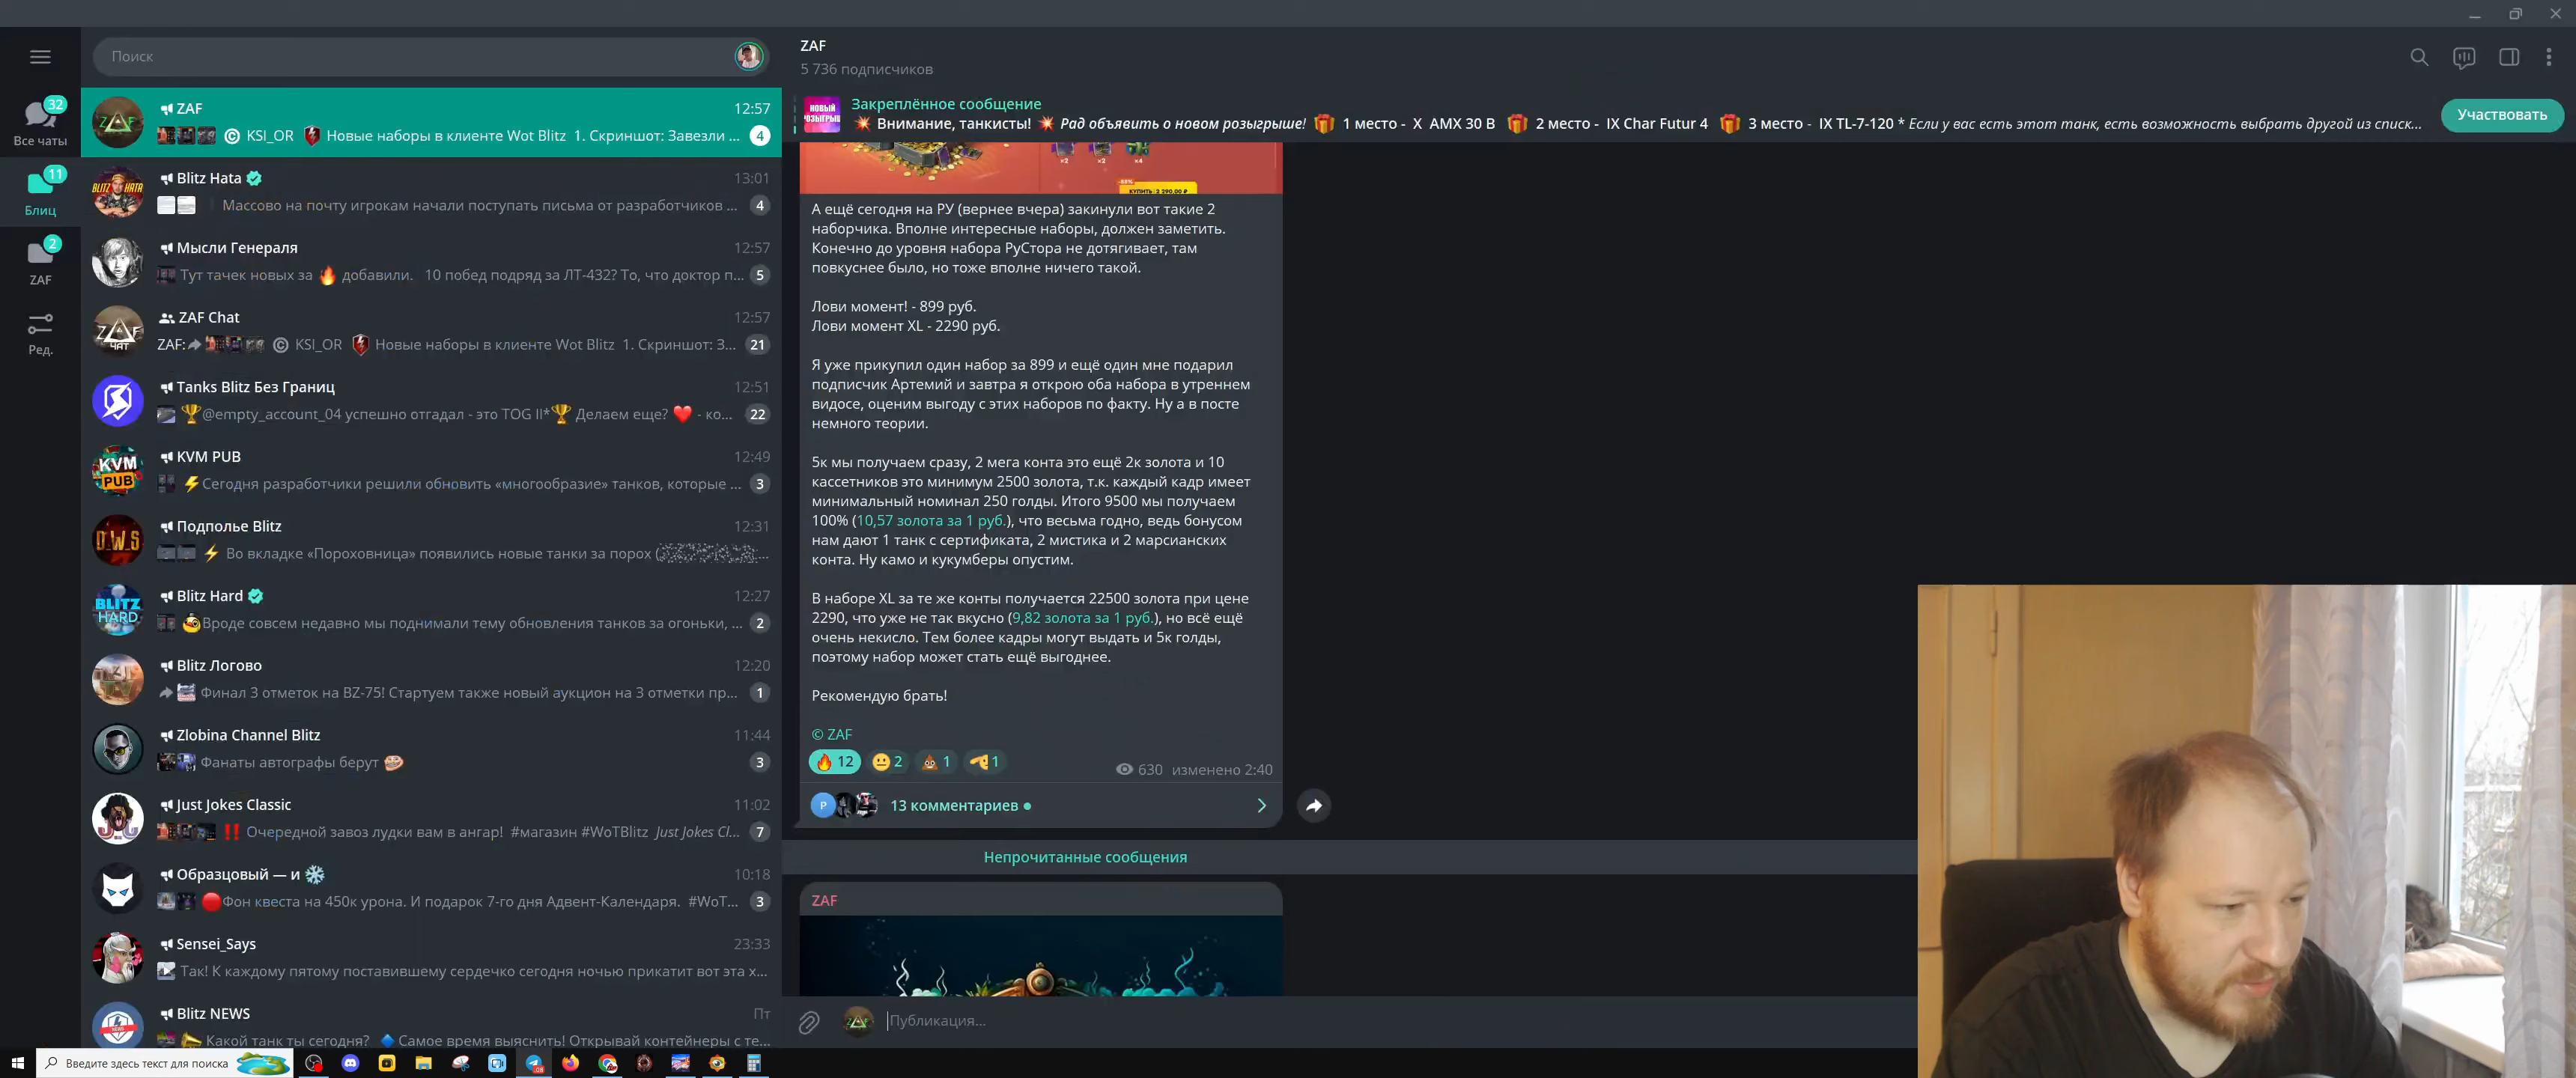 Поиск
32
Все чаты
11
Блиц
2
ZAF
Ред.
ZAF
12:57
© KSI_OR Новые наборы в клиенте Wot Blitz 1. Скриншот: Завезли ...
4
Blitz Hata
13:01
Массово на почту игрокам начали поступать письма от разработчиков ...
4
Мысли Генераля
12:57
Тут тачек новых за 🔥 добавили. 10 побед подряд за ЛТ-432? То, что доктор п...
5
ZAF Chat
12:57
ZAF: © KSI_OR Новые наборы в клиенте Wot Blitz 1. Скриншот: З...
21
Tanks Blitz Без Границ
12:51
🏆@empty_account_04 успешно отгадал - это TOG II*🏆 Делаем еще? ❤️ - ко...
22
KVM PUB
12:49
⚡Сегодня разработчики решили обновить «многообразие» танков, которые ...
3
Подполье Blitz
12:31
⚡ Во вкладке «Пороховница» появились новые танки за порох (
Blitz Hard
12:27
Вроде совсем недавно мы поднимали тему обновления танков за огоньки, ...
2
Blitz Логово
12:20
Финал 3 отметок на BZ-75! Стартуем также новый аукцион на 3 отметки пр...
1
Zlobina Channel Blitz
11:44
Фанаты автографы берут
3
Just Jokes Classic
11:02
‼️ Очередной завоз лудки вам в ангар! #магазин #WoTBlitz Just Jokes Cl...
7
Образцовый — и ❄️
10:18
🔴Фон квеста на 450к урона. И подарок 7-го дня Адвент-Календаря. #WoT...
3
Sensei_Says
23:33
Так! К каждому пятому поставившему сердечко сегодня ночью прикатит вот эта х...
Blitz NEWS
Пт
Какой танк ты сегодня? 🔷Самое время выяснить! Открывай контейнеры с те...
ZAF
5 736 подписчиков
НОВЫЙ
РОЗЫГРЫШ
Закреплённое сообщение
💥 Внимание, танкисты! 💥 Рад объявить о новом розыгрыше! 🎁 1 место - X AMX 30 B 🎁 2 место - IX Char Futur 4 🎁 3 место - IX TL-7-120 * Если у вас есть этот танк, есть возможность выбрать другой из списк...
Участвовать
x2 x2 x4
КУПИТЬ 2 290,00 ₽
А ещё сегодня на РУ (вернее вчера) закинули вот такие 2
наборчика. Вполне интересные наборы, должен заметить.
Конечно до уровня набора РуСтора не дотягивает, там
повкуснее было, но тоже вполне ничего такой.
Лови момент! - 899 руб.
Лови момент XL - 2290 руб.
Я уже прикупил один набор за 899 и ещё один мне подарил
подписчик Артемий и завтра я открою оба набора в утреннем
видосе, оценим выгоду с этих наборов по факту. Ну а в посте
немного теории.
5к мы получаем сразу, 2 мега конта это ещё 2к золота и 10
кассетников это минимум 2500 золота, т.к. каждый кадр имеет
минимальный номинал 250 голды. Итого 9500 мы получаем
100% (10,57 золота за 1 руб.), что весьма годно, ведь бонусом
нам дают 1 танк с сертификата, 2 мистика и 2 марсианских
конта. Ну камо и кукумберы опустим.
В наборе XL за те же конты получается 22500 золота при цене
2290, что уже не так вкусно (9,82 золота за 1 руб.), но всё ещё
очень некисло. Тем более кадры могут выдать и 5к голды,
поэтому набор может стать ещё выгоднее.
Рекомендую брать!
© ZAF
🔥 12 😐 2 💩 1 1
630 изменено 2:40
13 комментариев
Непрочитанные сообщения
ZAF
Публикация...
Введите здесь текст для поиска